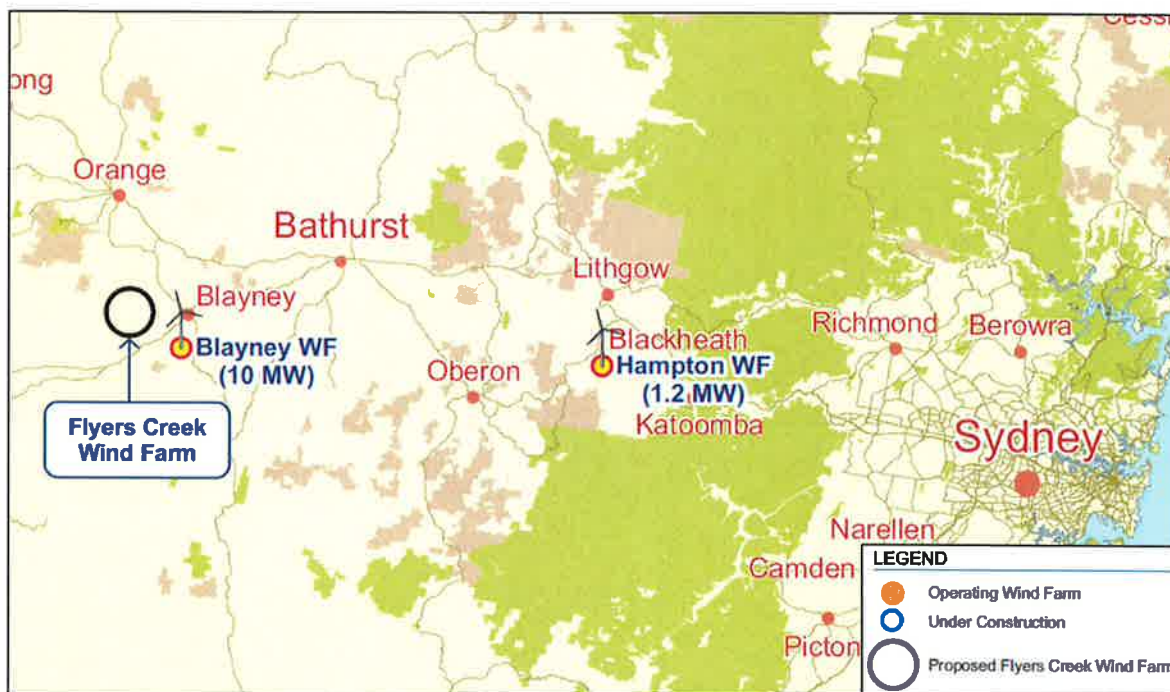 Cessn
ong
Orange
Bathurst
Lithgow
Blayney
Richmond
Berowra
Blackheath
Blayney WF
(10 MW)
Oberon
Hampton WF
(1.2 MW)
Katoomba
Flyers Creek
Wind Farm
Sydney
Narellen
Camden
Picton
LEGEND
Operating Wind Farm
Under Construction
Proposed Flyers Creek Wind Farm